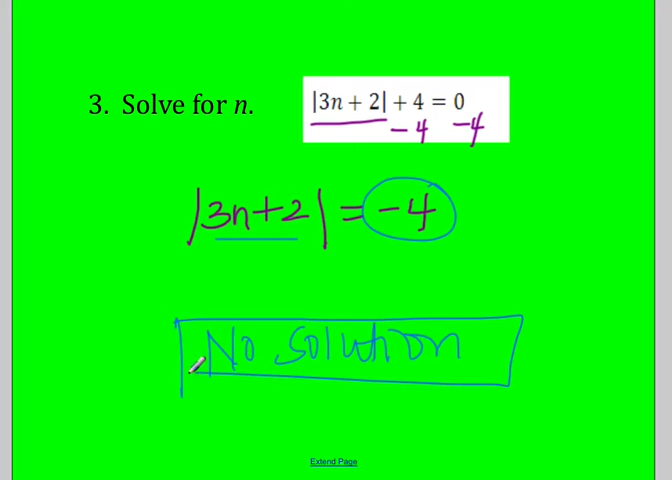 3. Solve for n. |3n + 2| + 4 = 0
- 4 -4
|3n+2| = -4
No solution
Extend Page